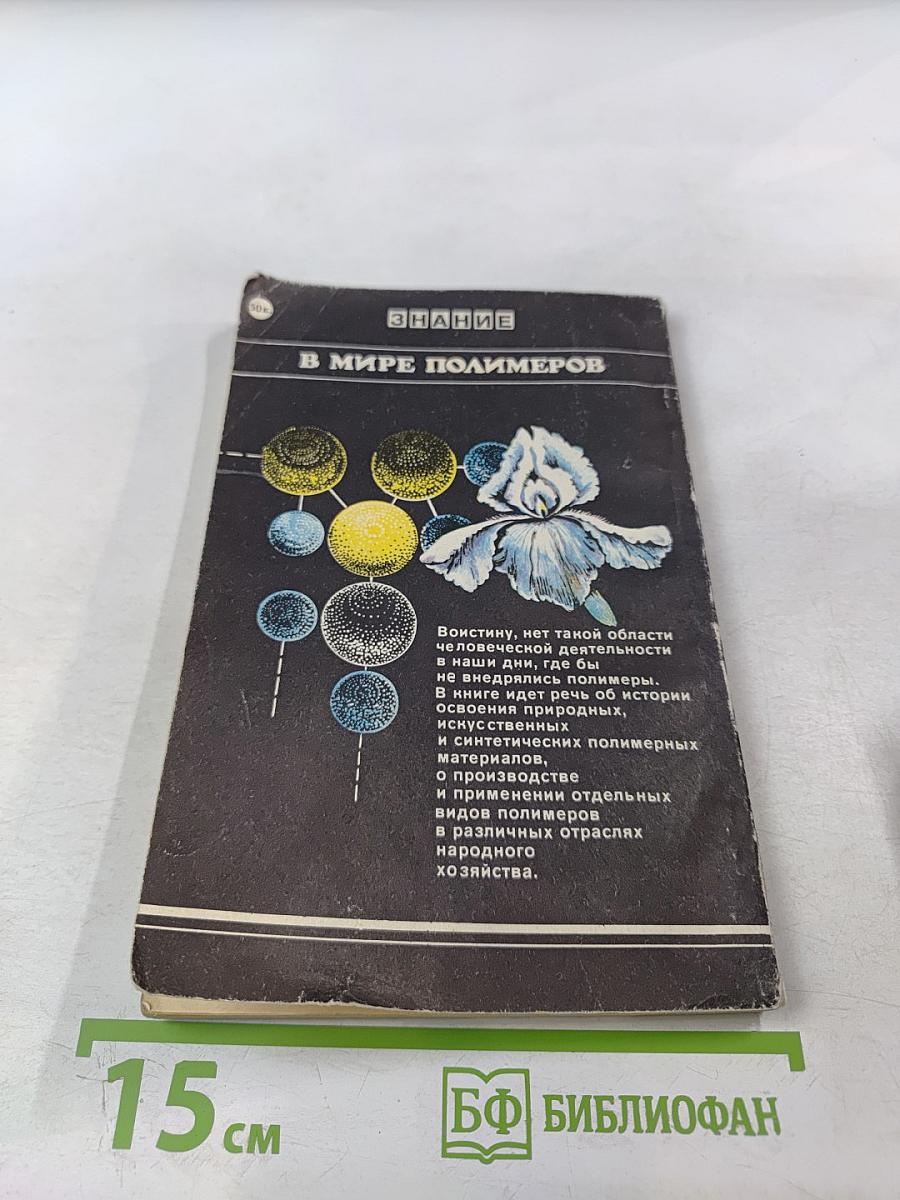 50 к.
ЗНАНИЕ
В МИРЕ ПОЛИМЕРОВ
Воистину, нет такой области
человеческой деятельности
в наши дни, где бы
не внедрялись полимеры.
В книге идет речь об истории
освоения природных,
искусственных
и синтетических полимерных
материалов,
о производстве
и применении отдельных
видов полимеров
в различных отраслях
народного
хозяйства.
15 см
БФ БИБЛИОФАН